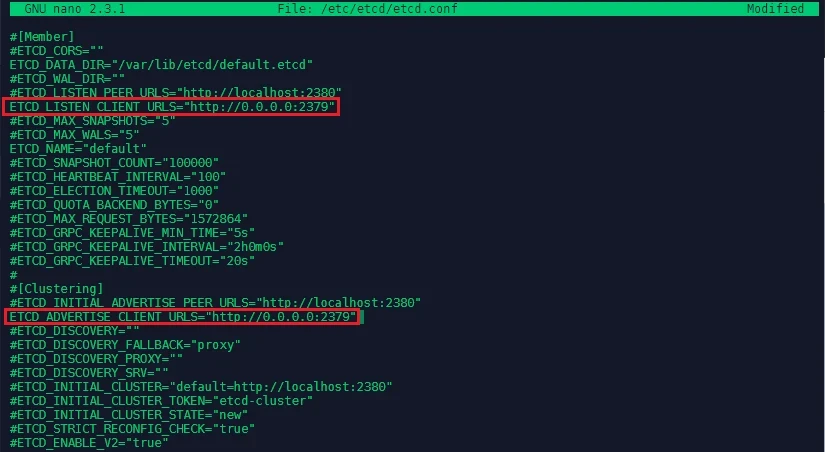 GNU nano 2.3.1 File: /etc/etcd/etcd.conf Modified
#[Member]
#ETCD_CORS=""
ETCD_DATA_DIR="/var/lib/etcd/default.etcd"
#ETCD_WAL_DIR=""
#ETCD_LISTEN_PEER_URLS="http://localhost:2380"
ETCD_LISTEN_CLIENT_URLS="http://0.0.0.0:2379"
#ETCD_MAX_SNAPSHOTS="5"
#ETCD_MAX_WALS="5"
ETCD_NAME="default"
#ETCD_SNAPSHOT_COUNT="100000"
#ETCD_HEARTBEAT_INTERVAL="100"
#ETCD_ELECTION_TIMEOUT="1000"
#ETCD_QUOTA_BACKEND_BYTES="0"
#ETCD_MAX_REQUEST_BYTES="1572864"
#ETCD_GRPC_KEEPALIVE_MIN_TIME="5s"
#ETCD_GRPC_KEEPALIVE_INTERVAL="2h0m0s"
#ETCD_GRPC_KEEPALIVE_TIMEOUT="20s"
#
#[Clustering]
#ETCD_INITIAL_ADVERTISE_PEER_URLS="http://localhost:2380"
ETCD_ADVERTISE_CLIENT_URLS="http://0.0.0.0:2379"
#ETCD_DISCOVERY=""
#ETCD_DISCOVERY_FALLBACK="proxy"
#ETCD_DISCOVERY_PROXY=""
#ETCD_DISCOVERY_SRV=""
#ETCD_INITIAL_CLUSTER="default=http://localhost:2380"
#ETCD_INITIAL_CLUSTER_TOKEN="etcd-cluster"
#ETCD_INITIAL_CLUSTER_STATE="new"
#ETCD_STRICT_RECONFIG_CHECK="true"
#ETCD_ENABLE_V2="true"